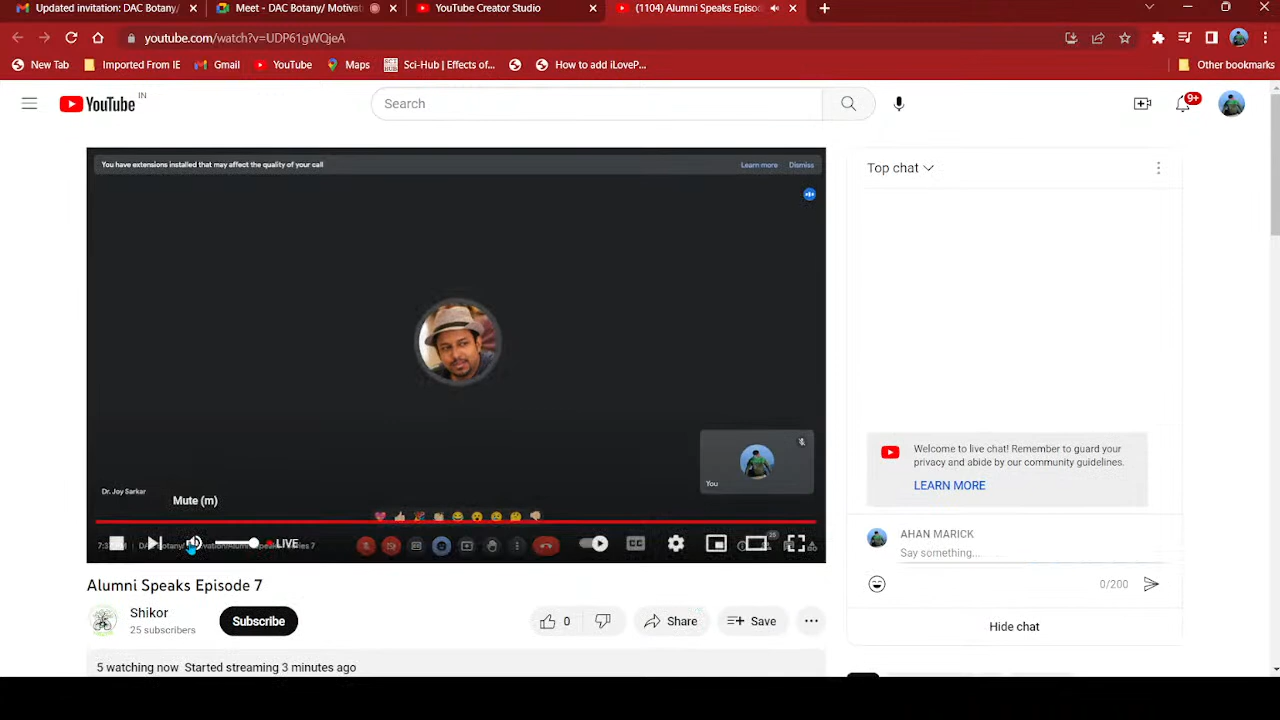 Updated invitation: DAC Botany/
Meet - DAC Botany/ Motivat
YouTube Creator Studio
(1104) Alumni Speaks Episod
youtube.com/watch?v=UDP61gWQjeA
New Tab
Imported From IE
Gmail
YouTube
Maps
Sci-Hub | Effects of...
How to add iLoveP...
Other bookmarks
YouTube IN
Search
9+
You have extensions installed that may affect the quality of your call
Learn more
Dismiss
You
Dr. Joy Sarkar
Mute (m)
LIVE
CC
Alumni Speaks Episode 7
Shikor
25 subscribers
Subscribe
0
Share
Save
5 watching now Started streaming 3 minutes ago
Top chat
Welcome to live chat! Remember to guard your
privacy and abide by our community guidelines.
LEARN MORE
AHAN MARICK
Say something...
0/200
Hide chat